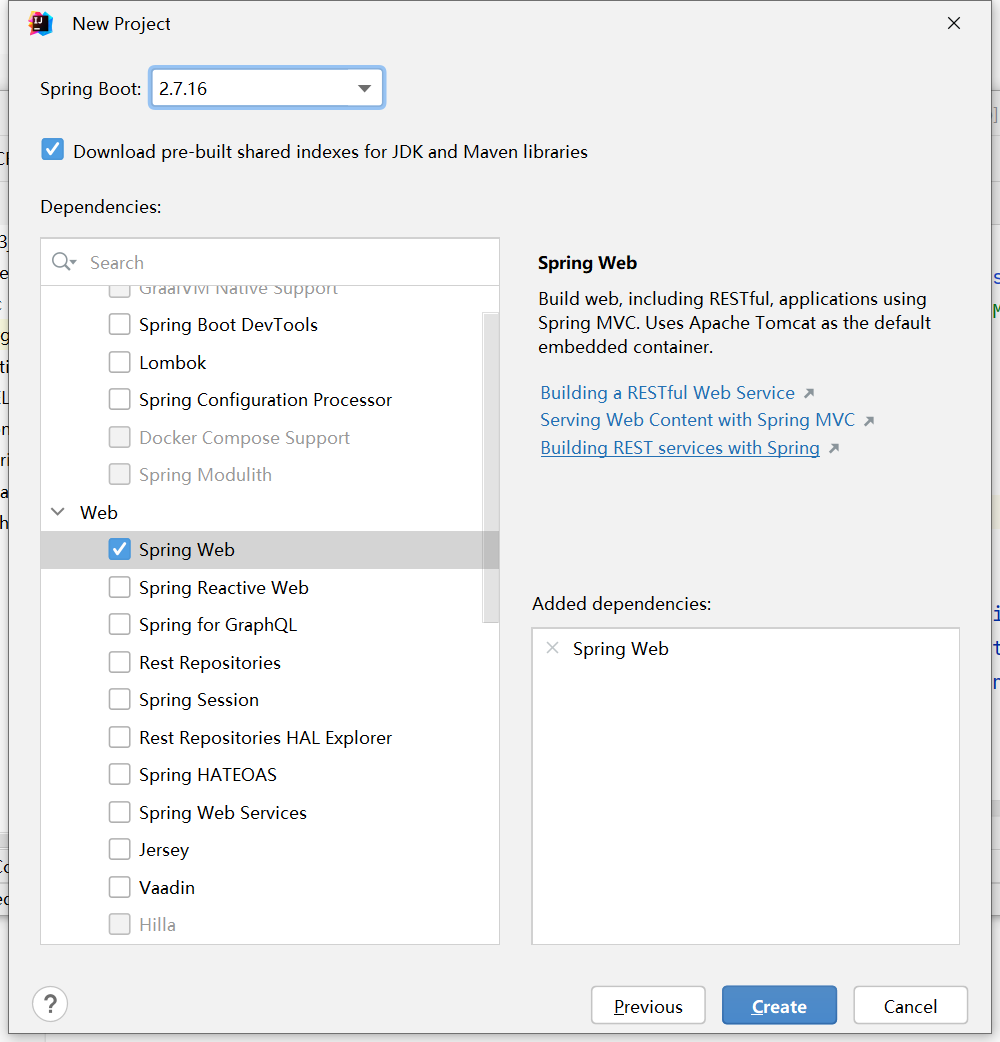 New Project
Spring Boot: 2.7.16
Download pre-built shared indexes for JDK and Maven libraries
Dependencies:
Search
GraalVM Native Support
Spring Boot DevTools
Lombok
Spring Configuration Processor
Docker Compose Support
Spring Modulith
Web
Spring Web
Spring Reactive Web
Spring for GraphQL
Rest Repositories
Spring Session
Rest Repositories HAL Explorer
Spring HATEOAS
Spring Web Services
Jersey
Vaadin
Hilla
Spring Web
Build web, including RESTful, applications using
Spring MVC. Uses Apache Tomcat as the default
embedded container.
Building a RESTful Web Service
Serving Web Content with Spring MVC
Building REST services with Spring
Added dependencies:
Spring Web
?
Previous
Create
Cancel